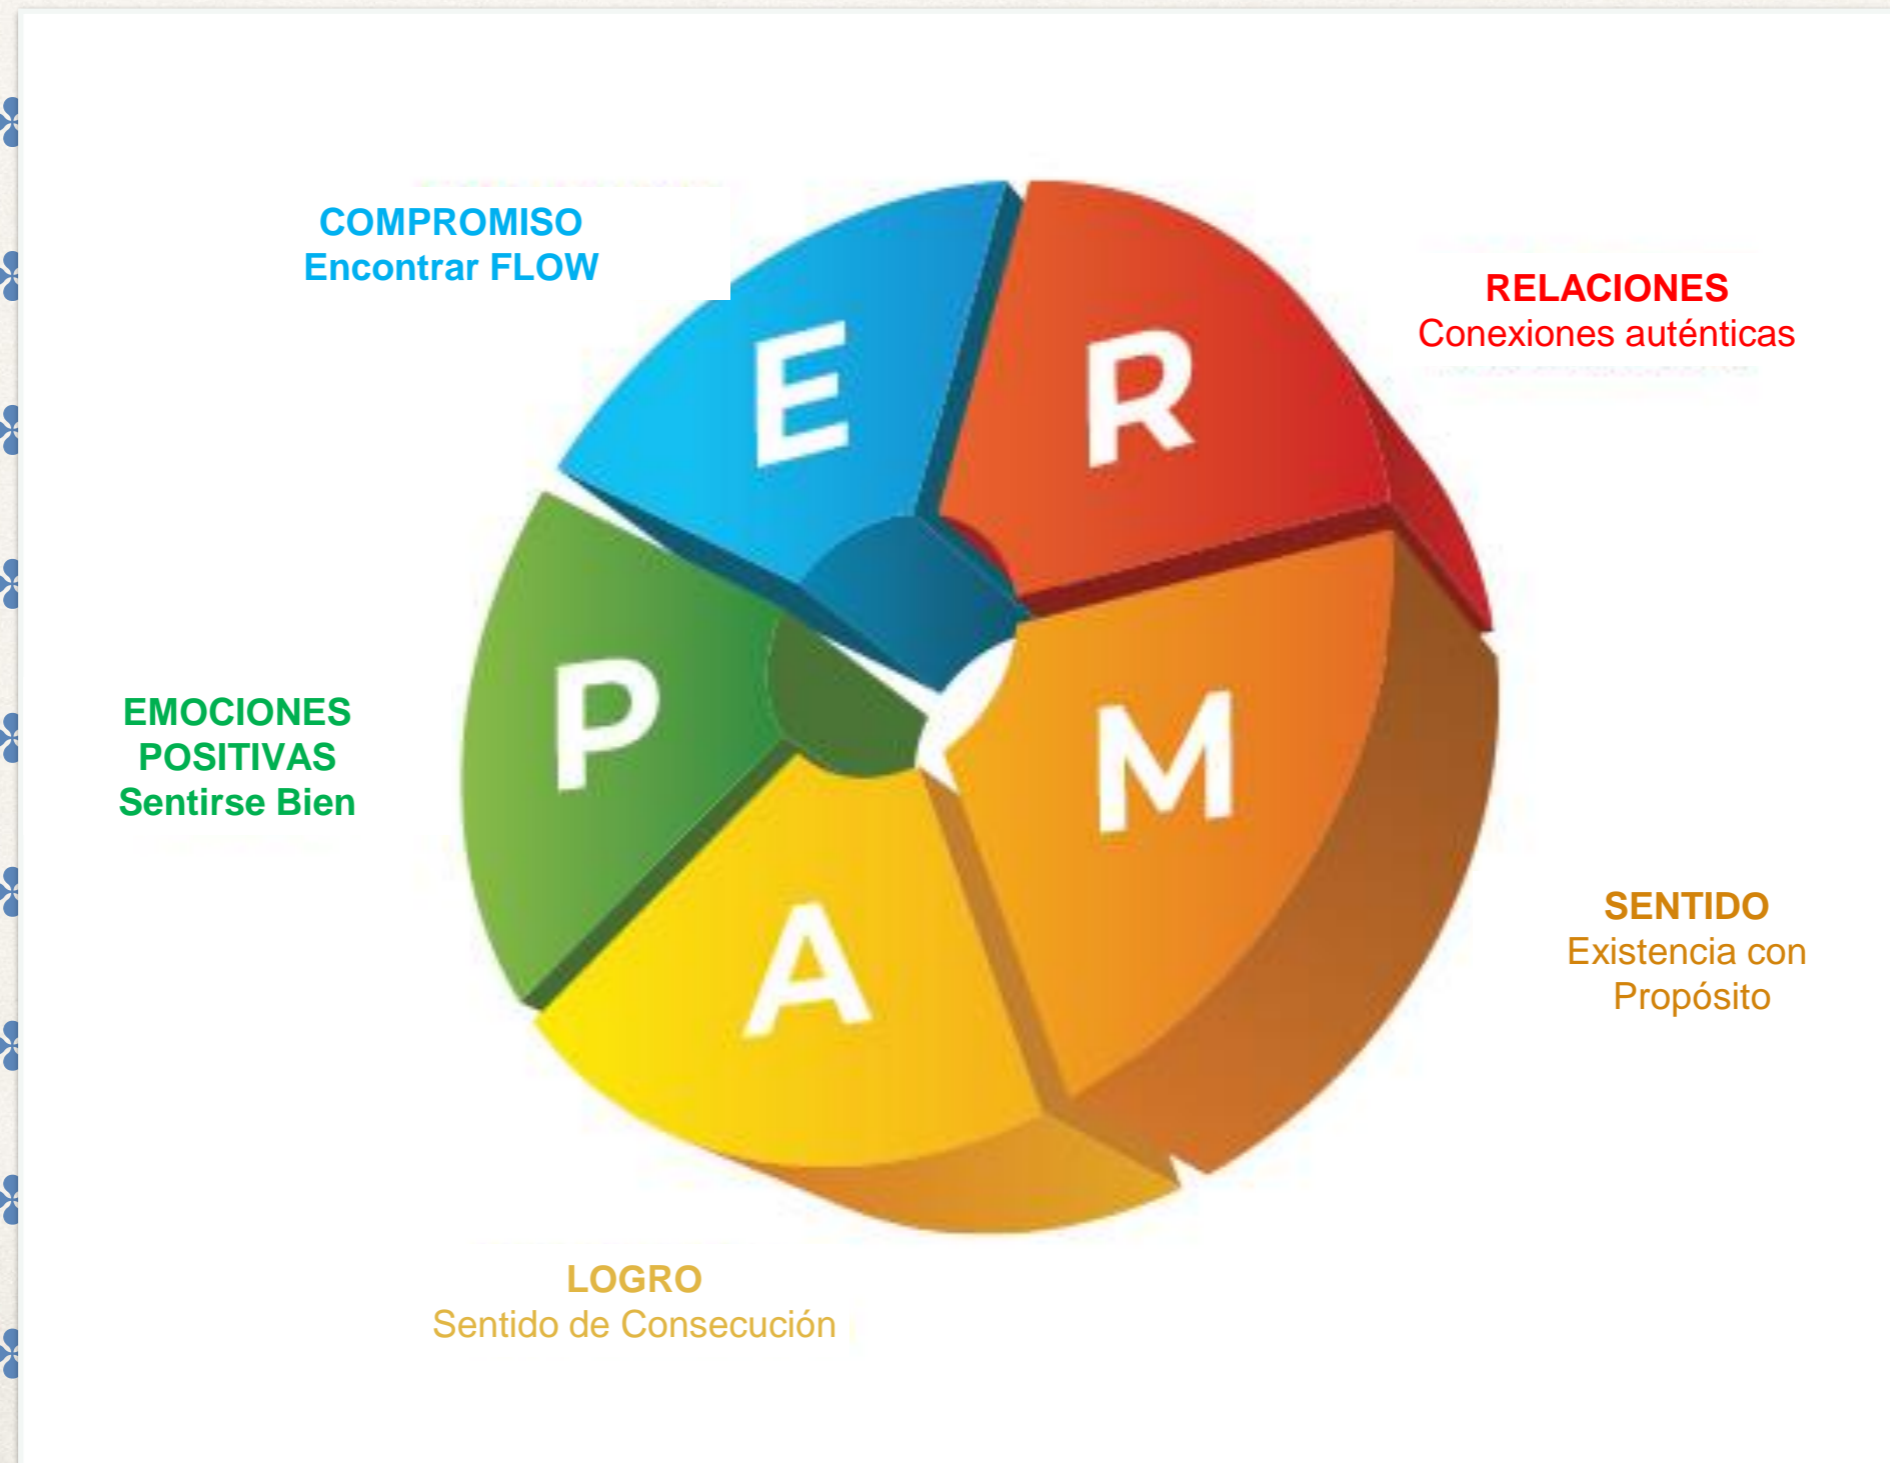 COMPROMISO
Encontrar FLOW
RELACIONES
Conexiones auténticas
E
R
P
M
A
EMOCIONES
POSITIVAS
Sentirse Bien
SENTIDO
Existencia con
Propósito
LOGRO
Sentido de Consecución